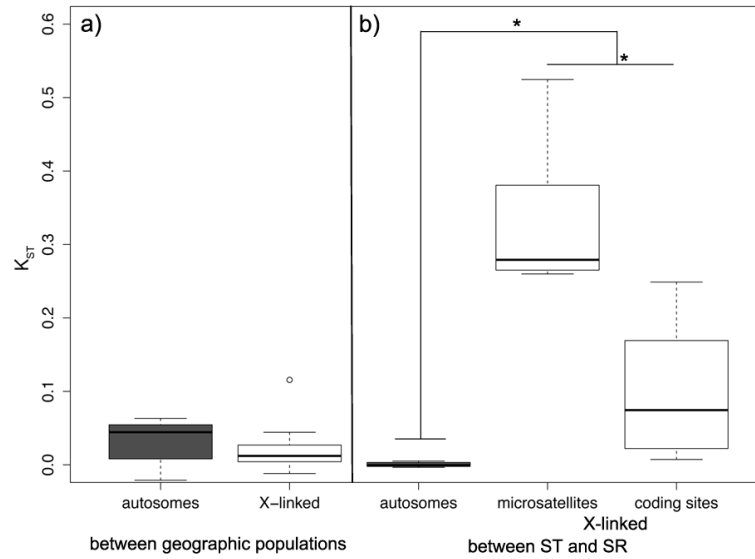 a)
b)
*
*
K_ST
0.0
0.1
0.2
0.3
0.4
0.5
0.6
autosomes
X-linked
between geographic populations
autosomes
microsatellites
coding sites
X-linked
between ST and SR